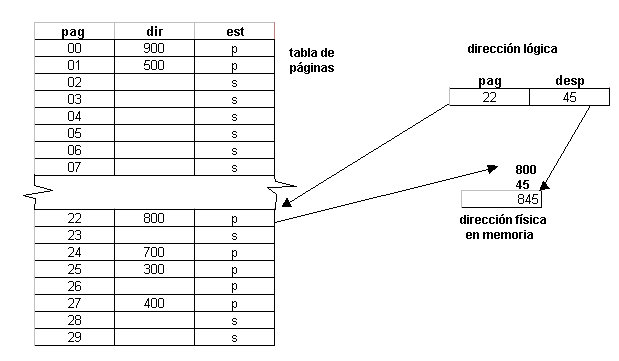 pag dir est
00 900 p
01 500 p
02 s
03 s
04 s
05 s
06 s
07 s
22 800 p
23 s
24 700 p
25 300 p
26 p
27 400 p
28 s
29 s
tabla de
páginas
dirección lógica
pag desp
22 45
800
45
845
dirección física
en memoria